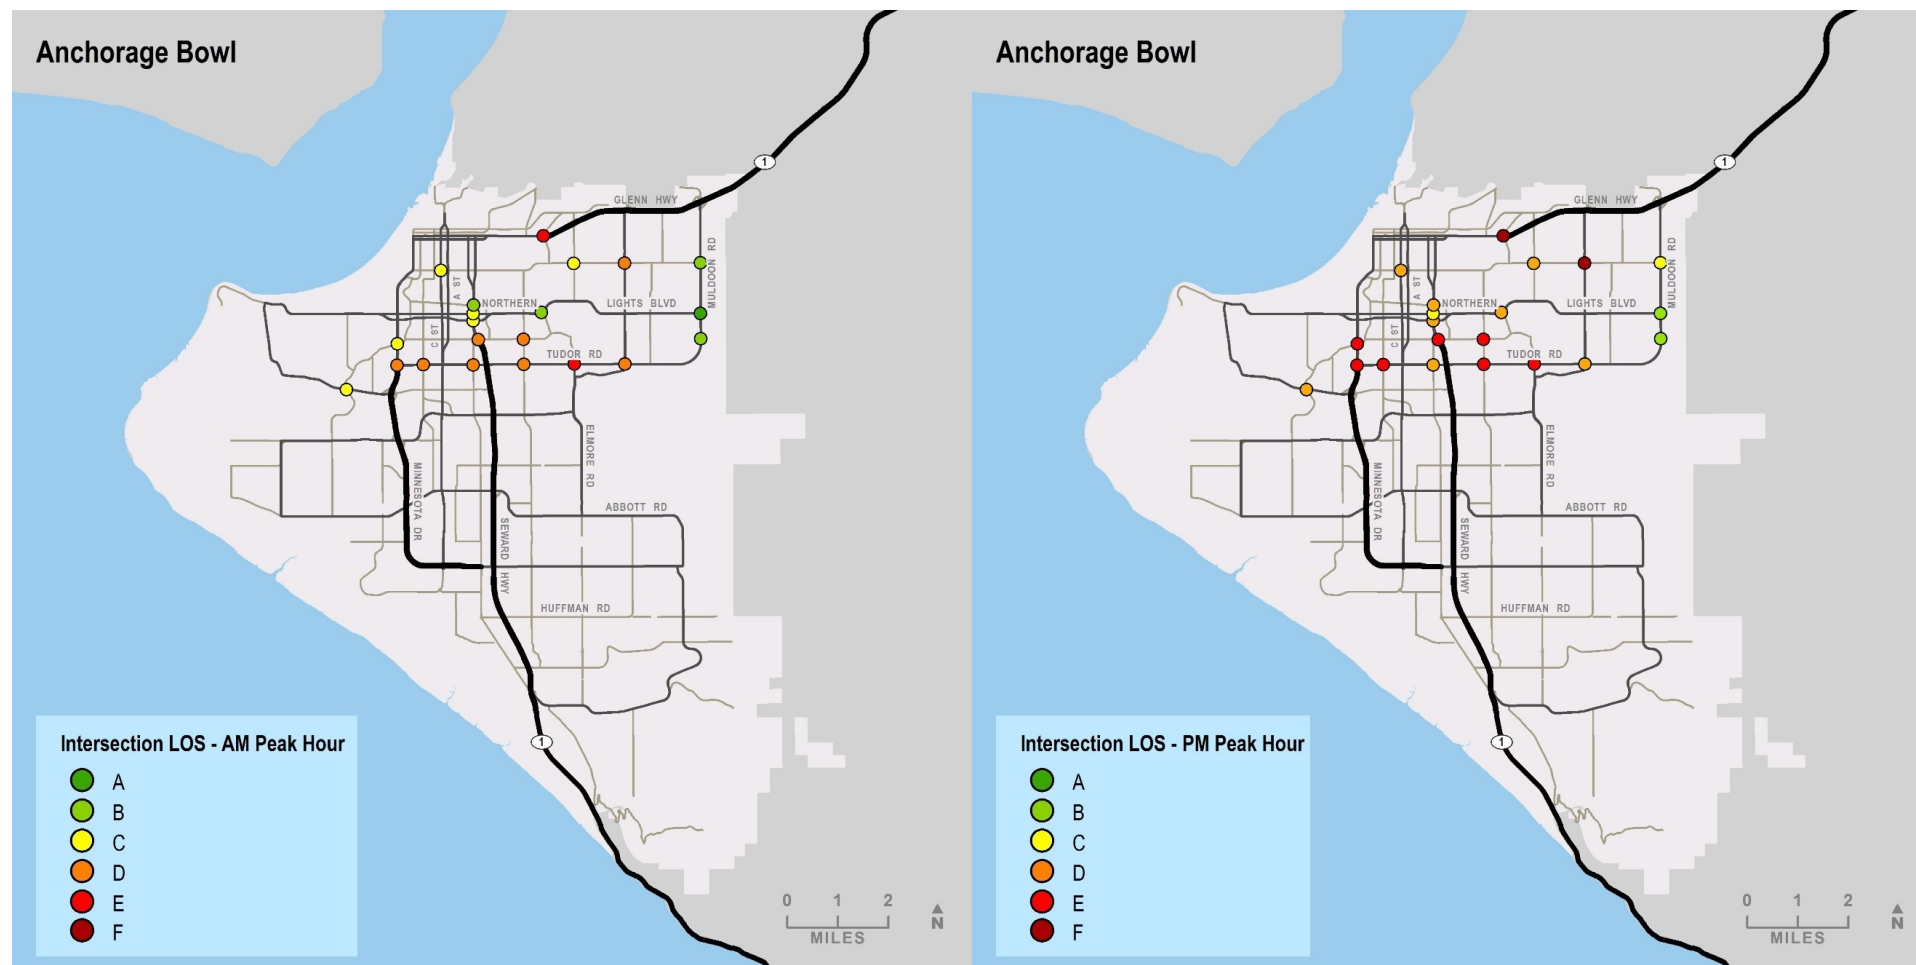 Anchorage Bowl
1
GLENN HWY
MULDOON RD
A ST
NORTHERN LIGHTS BLVD
C ST
TUDOR RD
ELMORE RD
MINNESOTA DR
ABBOTT RD
SEWARD HWY
HUFFMAN RD
1
Intersection LOS - AM Peak Hour
A
B
C
D
E
F
0 1 2
MILES
N
Anchorage Bowl
1
GLENN HWY
MULDOON RD
A ST
NORTHERN LIGHTS BLVD
C ST
TUDOR RD
ELMORE RD
MINNESOTA DR
ABBOTT RD
SEWARD HWY
HUFFMAN RD
1
Intersection LOS - PM Peak Hour
A
B
C
D
E
F
0 1 2
MILES
N